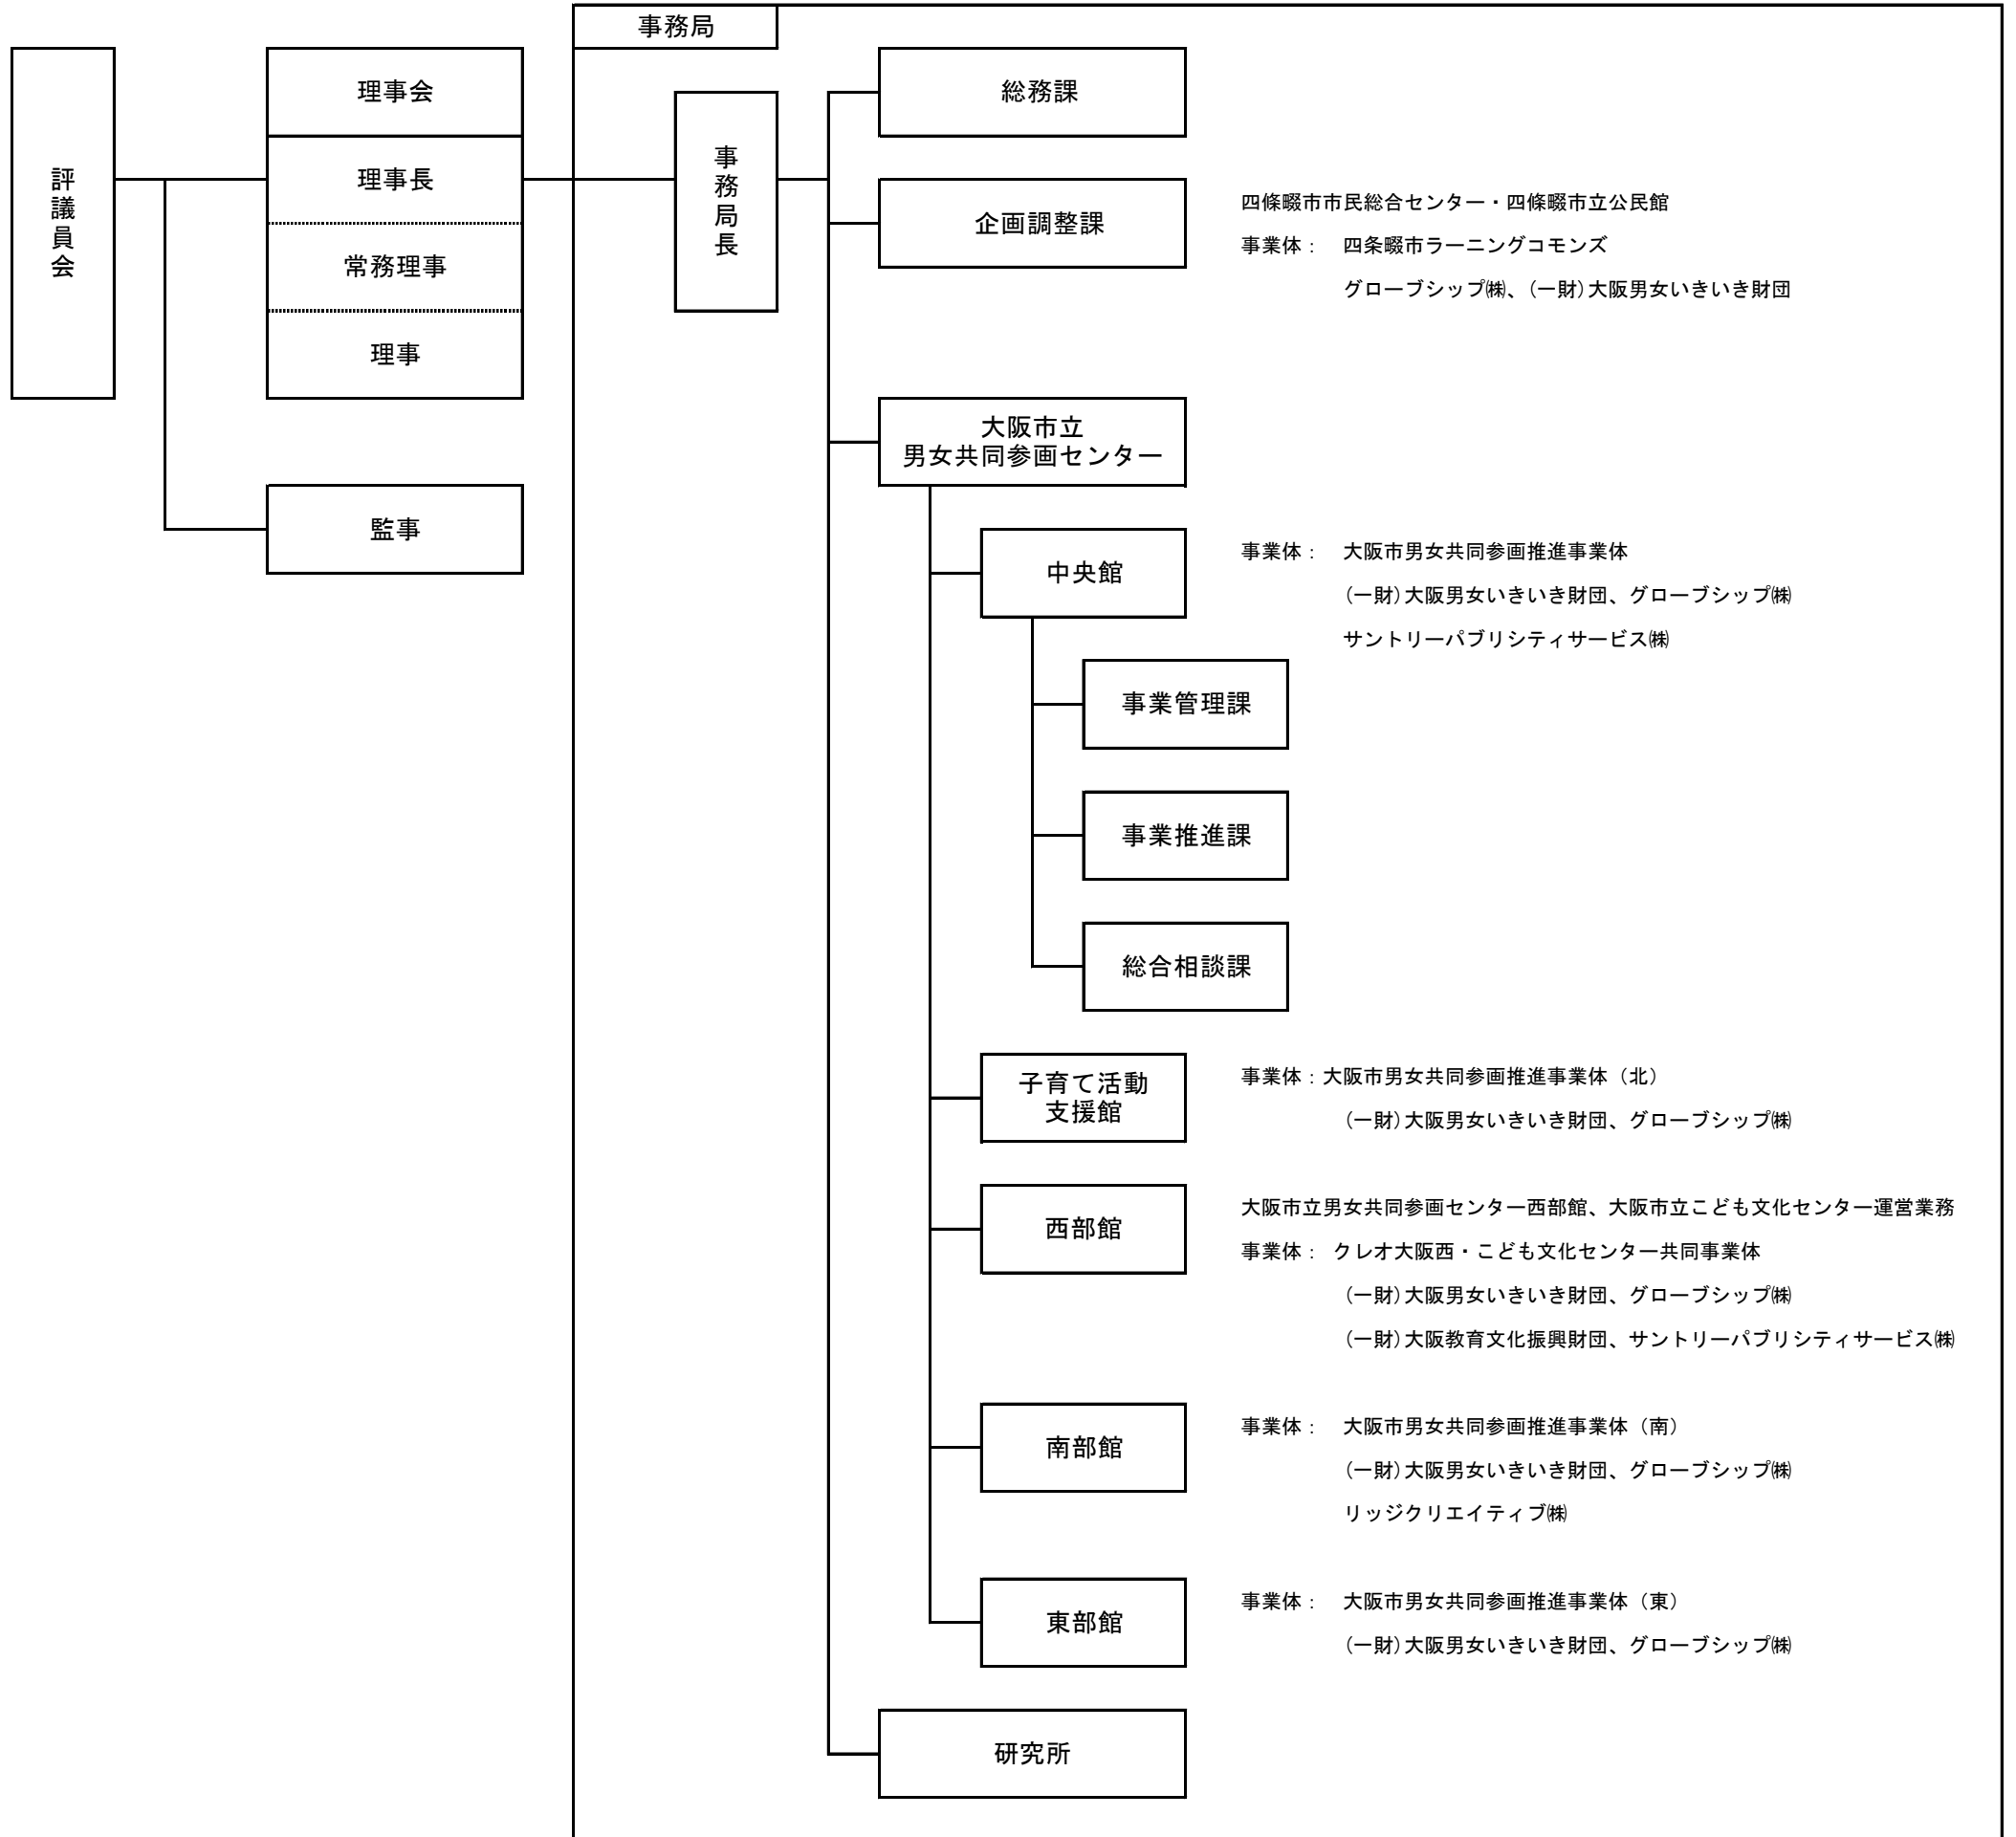 事務局
評議員会
理事会
理事長
常務理事
理事
監事
事務局長
総務課
企画調整課
四條畷市市民総合センター・四條畷市立公民館
事業体： 四条畷市ラーニングコモンズ
グローブシップ㈱、(一財)大阪男女いきいき財団
大阪市立
男女共同参画センター
中央館
事業体： 大阪市男女共同参画推進事業体
(一財)大阪男女いきいき財団、グローブシップ㈱
サントリーパブリシティサービス㈱
事業管理課
事業推進課
総合相談課
子育て活動
支援館
事業体：大阪市男女共同参画推進事業体（北）
(一財)大阪男女いきいき財団、グローブシップ㈱
西部館
大阪市立男女共同参画センター西部館、大阪市立こども文化センター運営業務
事業体： クレオ大阪西・こども文化センター共同事業体
(一財)大阪男女いきいき財団、グローブシップ㈱
(一財)大阪教育文化振興財団、サントリーパブリシティサービス㈱
南部館
事業体： 大阪市男女共同参画推進事業体（南）
(一財)大阪男女いきいき財団、グローブシップ㈱
リッジクリエイティブ㈱
東部館
事業体： 大阪市男女共同参画推進事業体（東）
(一財)大阪男女いきいき財団、グローブシップ㈱
研究所